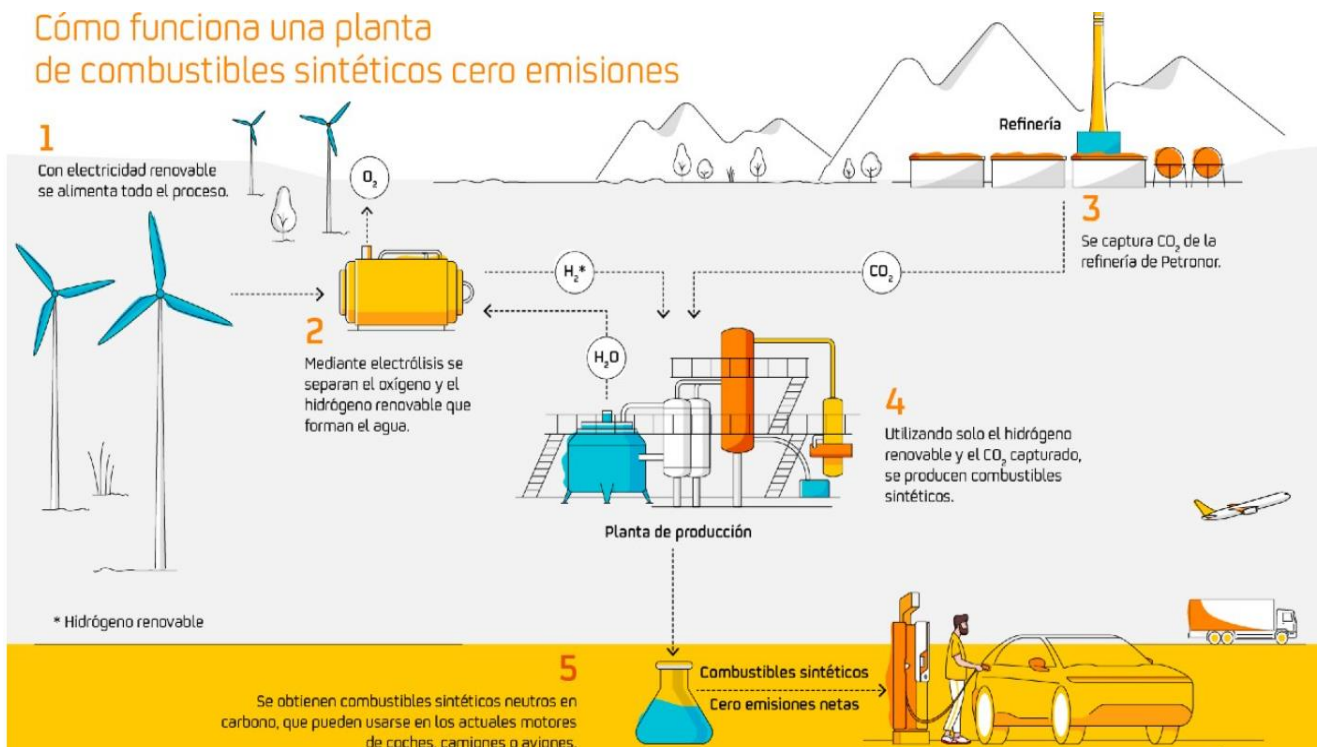 Cómo funciona una planta
de combustibles sintéticos cero emisiones
1
Con electricidad renovable
se alimenta todo el proceso.
O₂
Refinería
3
Se captura CO₂ de la
refinería de Petronor.
H₂*
CO₂
2
Mediante electrólisis se
separan el oxígeno y el
hidrógeno renovable que
forman el agua.
H₂O
4
Utilizando solo el hidrógeno
renovable y el CO₂ capturado,
se producen combustibles
sintéticos.
Planta de producción
* Hidrógeno renovable
5
Se obtienen combustibles sintéticos neutros en
carbono, que pueden usarse en los actuales motores
de coches, camiones o aviones.
Combustibles sintéticos
Cero emisiones netas